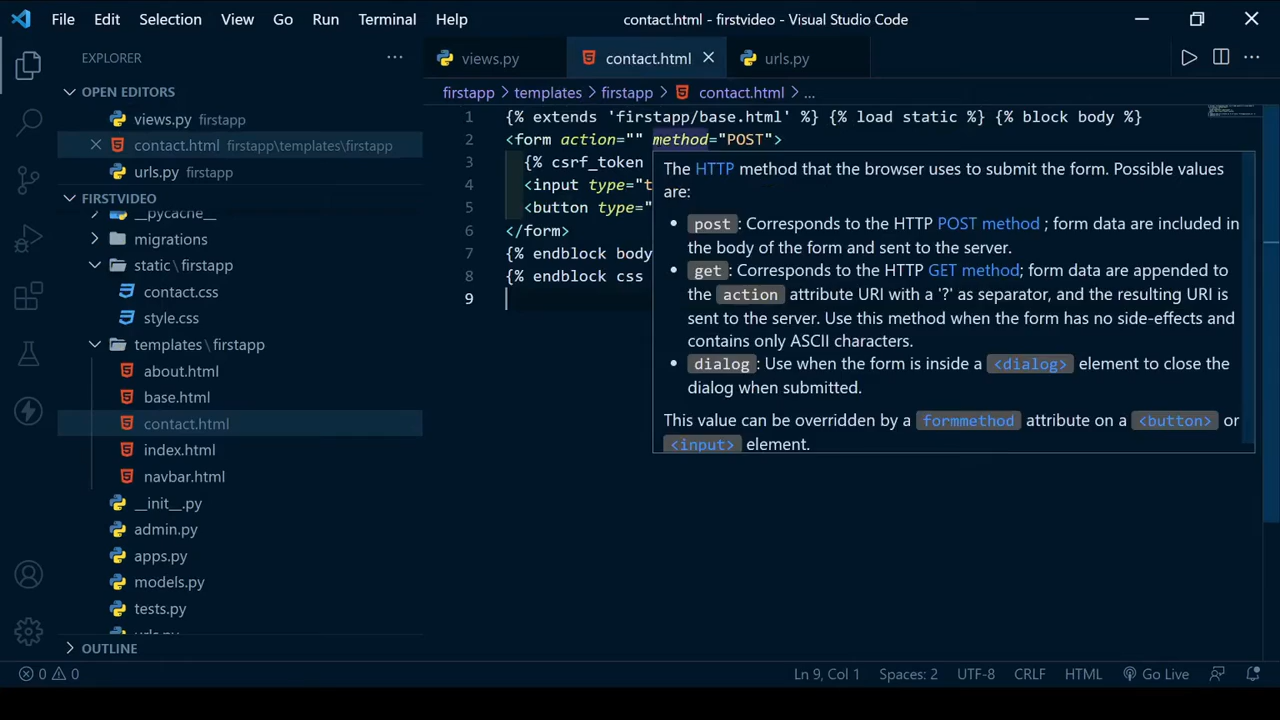 File Edit Selection View Go Run Terminal Help
contact.html - firstvideo - Visual Studio Code
EXPLORER
OPEN EDITORS
views.py firstapp
contact.html firstapp\templates\firstapp
urls.py firstapp
FIRSTVIDEO
__pycache__
migrations
static\firstapp
contact.css
style.css
templates\firstapp
about.html
base.html
contact.html
index.html
navbar.html
__init__.py
admin.py
apps.py
models.py
tests.py
urls.py
OUTLINE
views.py contact.html urls.py
firstapp > templates > firstapp > contact.html > ...
1 {% extends 'firstapp/base.html' %} {% load static %} {% block body %}
2 <form action="" method="POST">
3 {% csrf_token
4 <input type="t
5 <button type="
6 </form>
7 {% endblock body
8 {% endblock css
9
The HTTP method that the browser uses to submit the form. Possible values
are:
• post: Corresponds to the HTTP POST method ; form data are included in
the body of the form and sent to the server.
• get: Corresponds to the HTTP GET method; form data are appended to
the action attribute URI with a '?' as separator, and the resulting URI is
sent to the server. Use this method when the form has no side-effects and
contains only ASCII characters.
• dialog: Use when the form is inside a <dialog> element to close the
dialog when submitted.
This value can be overridden by a formmethod attribute on a <button> or
<input> element.
0 0
Ln 9, Col 1 Spaces: 2 UTF-8 CRLF HTML Go Live